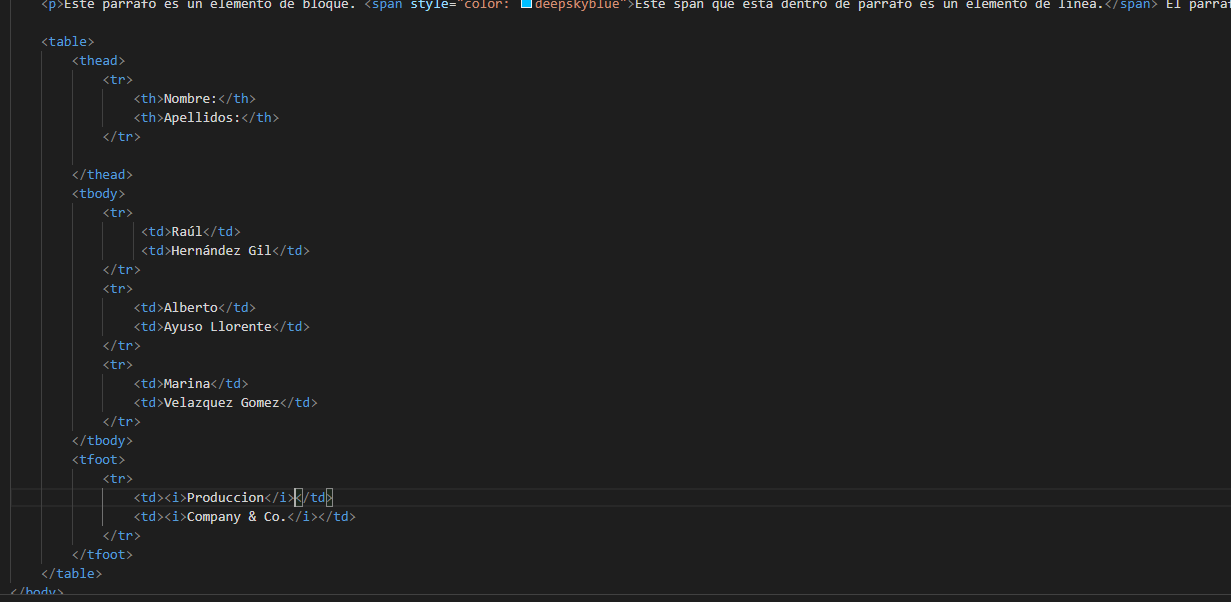 <p>Este parrafo es un elemento de bloque. <span style="color: deepskyblue">Este span que esta dentro de parrafo es un elemento de linea.</span> El parraf
<table>
<thead>
<tr>
<th>Nombre:</th>
<th>Apellidos:</th>
</tr>
</thead>
<tbody>
<tr>
<td>Raúl</td>
<td>Hernández Gil</td>
</tr>
<tr>
<td>Alberto</td>
<td>Ayuso Llorente</td>
</tr>
<tr>
<td>Marina</td>
<td>Velazquez Gomez</td>
</tr>
</tbody>
<tfoot>
<tr>
<td><i>Produccion</i></td>
<td><i>Company & Co.</i></td>
</tr>
</tfoot>
</table>
</body>